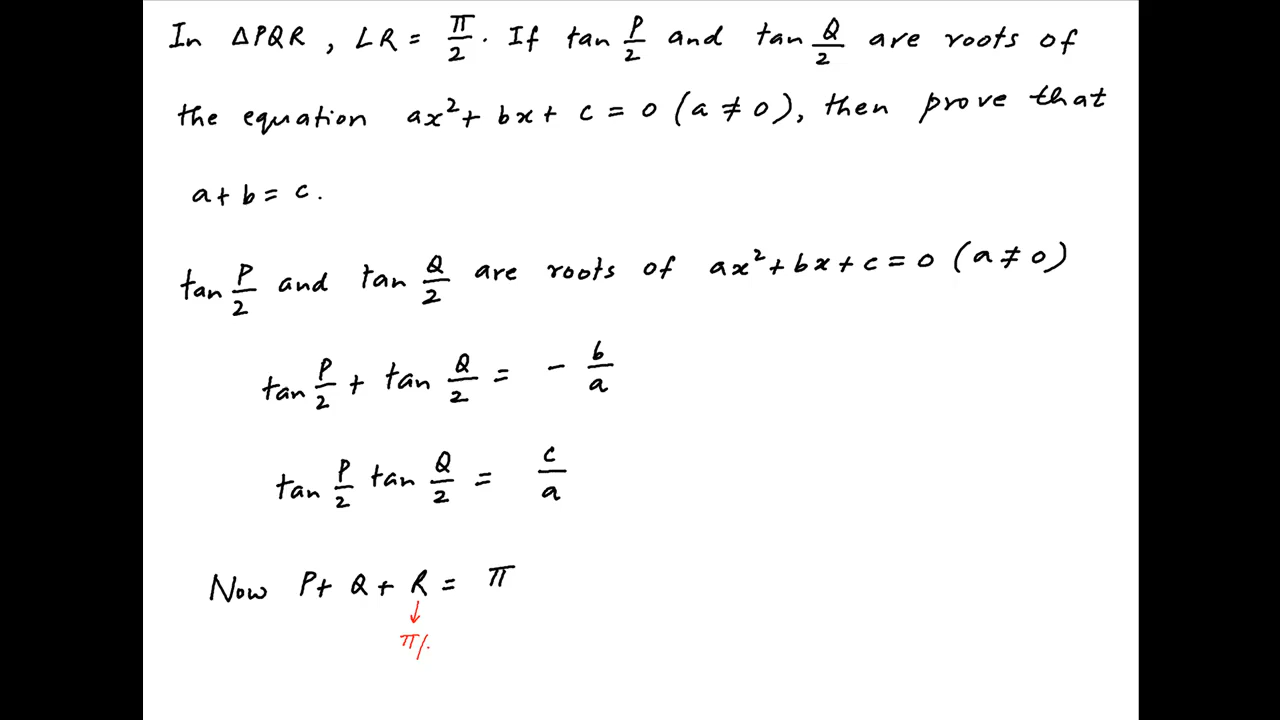 In ΔPQR, ∠R = π/2. If tan P/2 and tan Q/2 are roots of
the equation ax² + bx + c = 0 (a ≠ 0), then prove that
a + b = c.
tan P/2 and tan Q/2 are roots of ax² + bx + c = 0 (a ≠ 0)
tan P/2 + tan Q/2 = - b/a
tan P/2 tan Q/2 = c/a
Now P + Q + R = π
↓
π/